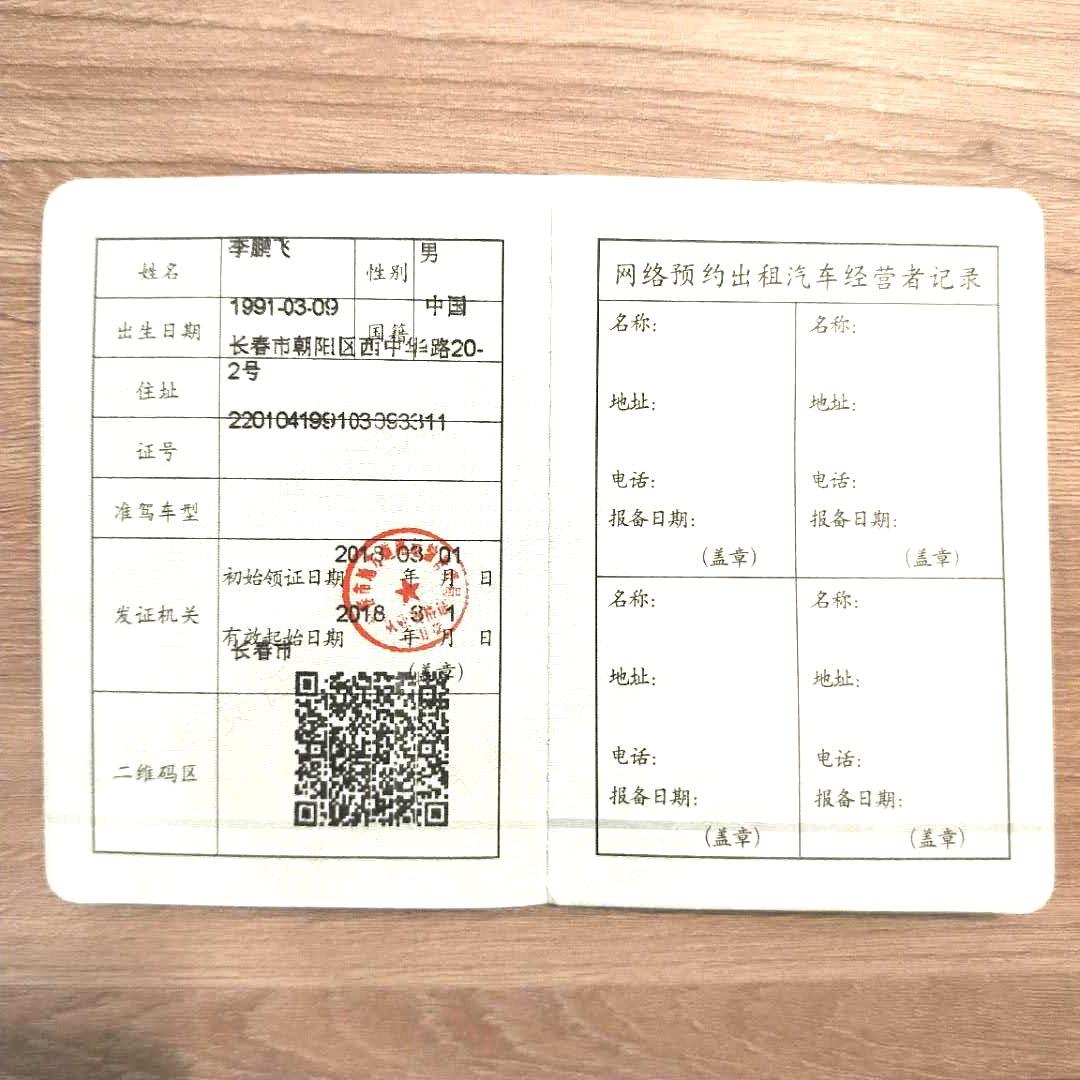 姓名 李鹏飞 性别 男
出生日期 1991-03-09 国籍 中国
住址 长春市朝阳区西中华路20-
2号
证号 220104199103093311
准驾车型
发证机关
2018 03 01
初始领证日期 年 月 日
2018 3 1
有效起始日期 年 月 日
长春市
(盖章)
二维码区
网络预约出租汽车经营者记录
名称: 名称:
地址: 地址:
电话: 电话:
报备日期: 报备日期:
(盖章) (盖章)
名称: 名称:
地址: 地址:
电话: 电话:
报备日期: 报备日期:
(盖章) (盖章)